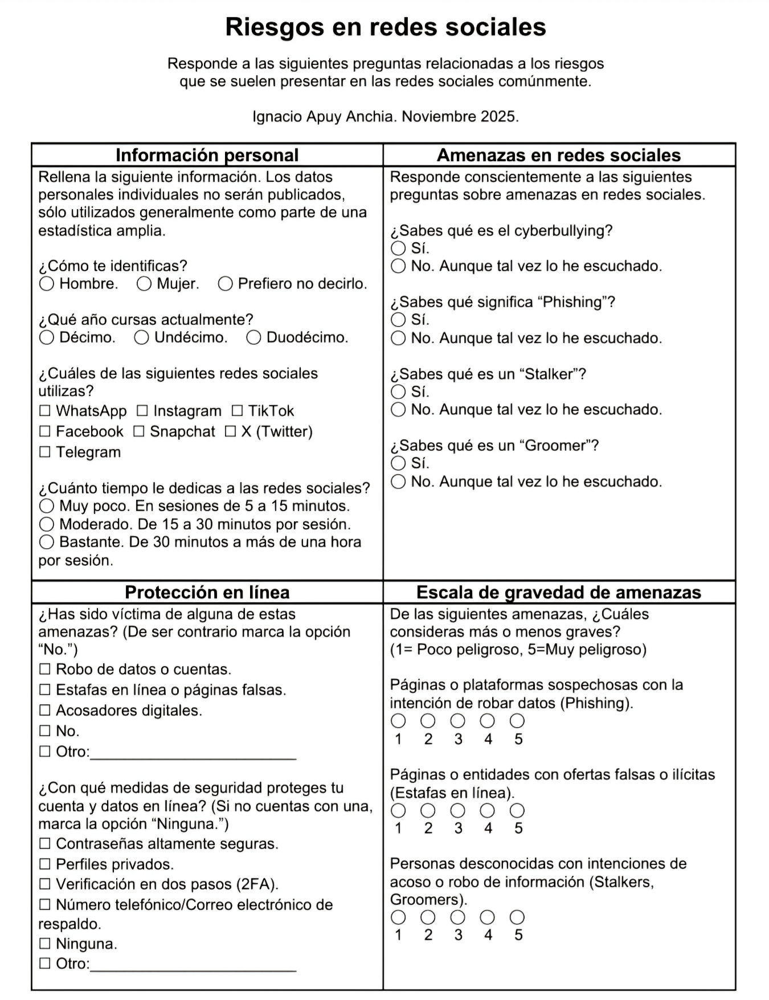 Riesgos en redes sociales
Responde a las siguientes preguntas relacionadas a los riesgos
que se suelen presentar en las redes sociales comúnmente.
Ignacio Apuy Anchia. Noviembre 2025.
Información personal
Rellena la siguiente información. Los datos
personales individuales no serán publicados,
sólo utilizados generalmente como parte de una
estadística amplia.
¿Cómo te identificas?
○ Hombre. ○ Mujer. ○ Prefiero no decirlo.
¿Qué año cursas actualmente?
○ Décimo. ○ Undécimo. ○ Duodécimo.
¿Cuáles de las siguientes redes sociales
utilizas?
☐ WhatsApp ☐ Instagram ☐ TikTok
☐ Facebook ☐ Snapchat ☐ X (Twitter)
☐ Telegram
¿Cuánto tiempo le dedicas a las redes sociales?
○ Muy poco. En sesiones de 5 a 15 minutos.
○ Moderado. De 15 a 30 minutos por sesión.
○ Bastante. De 30 minutos a más de una hora
por sesión.
Amenazas en redes sociales
Responde conscientemente a las siguientes
preguntas sobre amenazas en redes sociales.
¿Sabes qué es el cyberbullying?
○ Sí.
○ No. Aunque tal vez lo he escuchado.
¿Sabes qué significa “Phishing”?
○ Sí.
○ No. Aunque tal vez lo he escuchado.
¿Sabes qué es un “Stalker”?
○ Sí.
○ No. Aunque tal vez lo he escuchado.
¿Sabes qué es un “Groomer”?
○ Sí.
○ No. Aunque tal vez lo he escuchado.
Protección en línea
¿Has sido víctima de alguna de estas
amenazas? (De ser contrario marca la opción
“No.”)
☐ Robo de datos o cuentas.
☐ Estafas en línea o páginas falsas.
☐ Acosadores digitales.
☐ No.
☐ Otro:________________________
¿Con qué medidas de seguridad proteges tu
cuenta y datos en línea? (Si no cuentas con una,
marca la opción “Ninguna.”)
☐ Contraseñas altamente seguras.
☐ Perfiles privados.
☐ Verificación en dos pasos (2FA).
☐ Número telefónico/Correo electrónico de
respaldo.
☐ Ninguna.
☐ Otro:________________________
Escala de gravedad de amenazas
De las siguientes amenazas, ¿Cuáles
consideras más o menos graves?
(1= Poco peligroso, 5=Muy peligroso)
Páginas o plataformas sospechosas con la
intención de robar datos (Phishing).
○ ○ ○ ○ ○
1 2 3 4 5
Páginas o entidades con ofertas falsas o ilícitas
(Estafas en línea).
○ ○ ○ ○ ○
1 2 3 4 5
Personas desconocidas con intenciones de
acoso o robo de información (Stalkers,
Groomers).
○ ○ ○ ○ ○
1 2 3 4 5